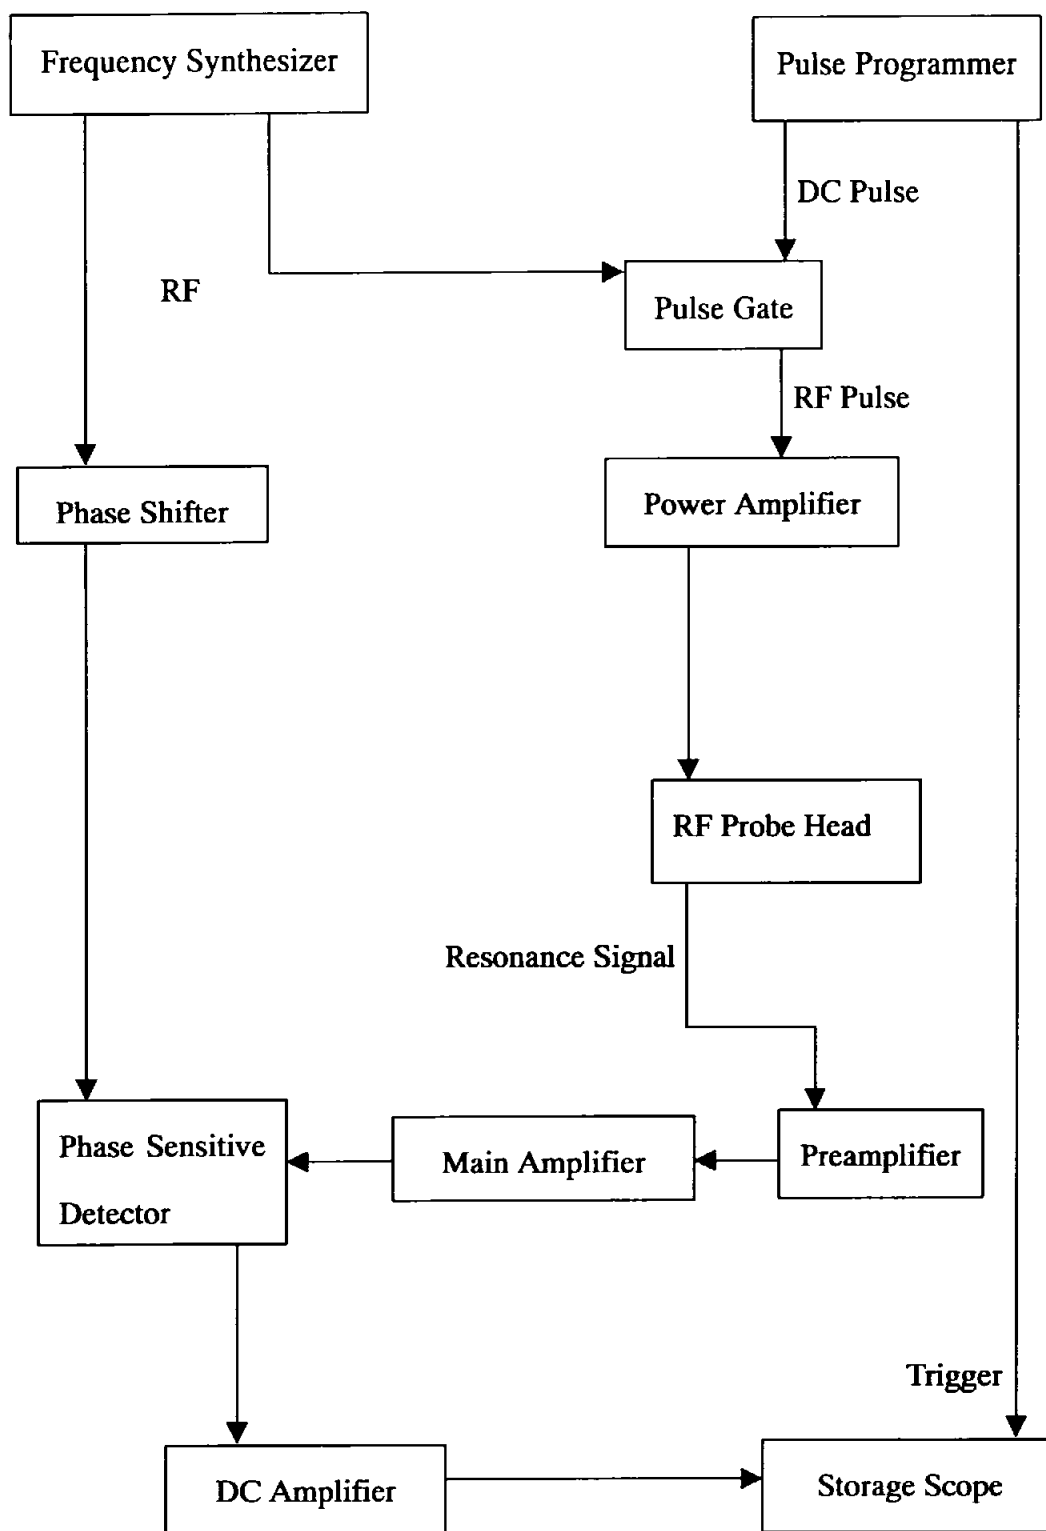 Frequency Synthesizer
Pulse Programmer
DC Pulse
RF
Pulse Gate
RF Pulse
Phase Shifter
Power Amplifier
RF Probe Head
Resonance Signal
Phase Sensitive
Detector
Main Amplifier
Preamplifier
Trigger
DC Amplifier
Storage Scope